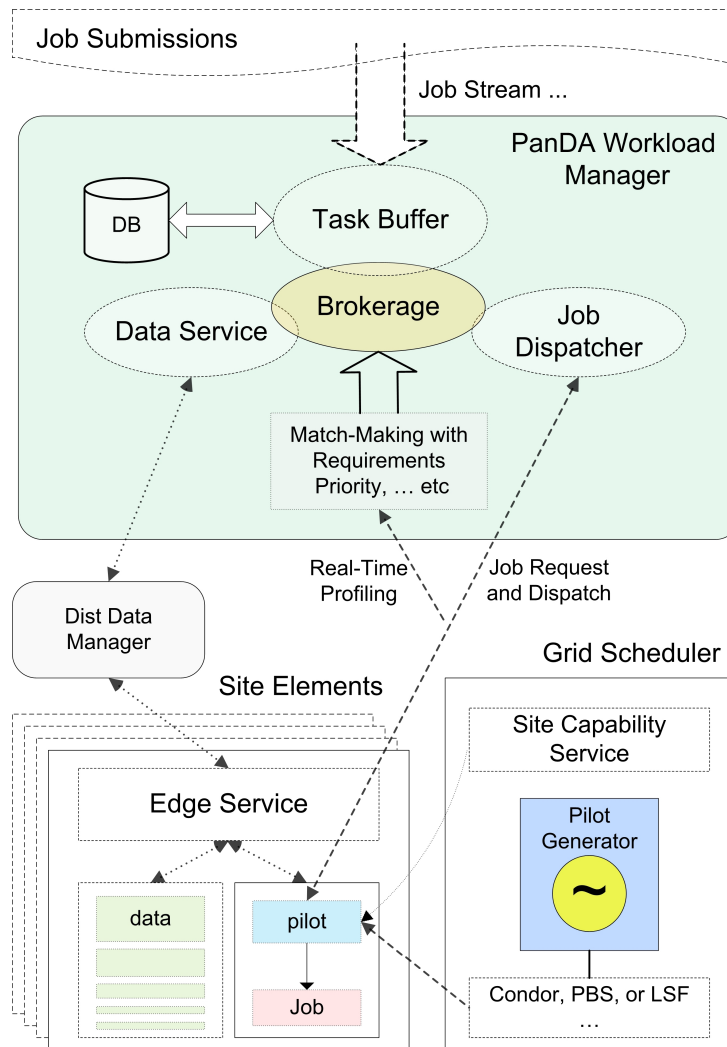 Job Submissions
Job Stream ...
PanDA Workload
Manager
DB
Task Buffer
Brokerage
Data Service
Job
Dispatcher
Match-Making with
Requirements
Priority, … etc
Real-Time
Profiling
Job Request
and Dispatch
Dist Data
Manager
Grid Scheduler
Site Elements
Site Capability
Service
Edge Service
Pilot
Generator
~
data
pilot
Job
Condor, PBS, or LSF
…